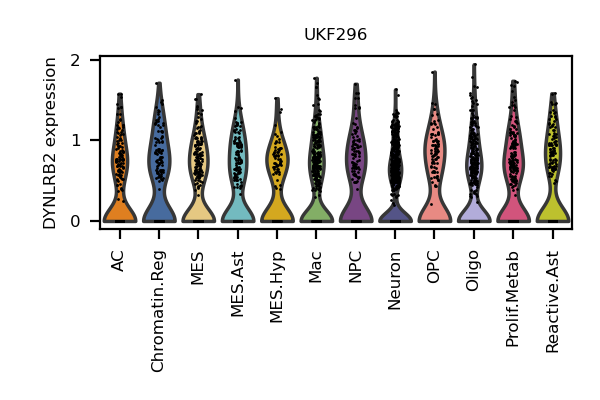 UKF296
DYNLRB2 expression
2
1
0
AC
Chromatin.Reg
MES
MES.Ast
MES.Hyp
Mac
NPC
Neuron
OPC
Oligo
Prolif.Metab
Reactive.Ast